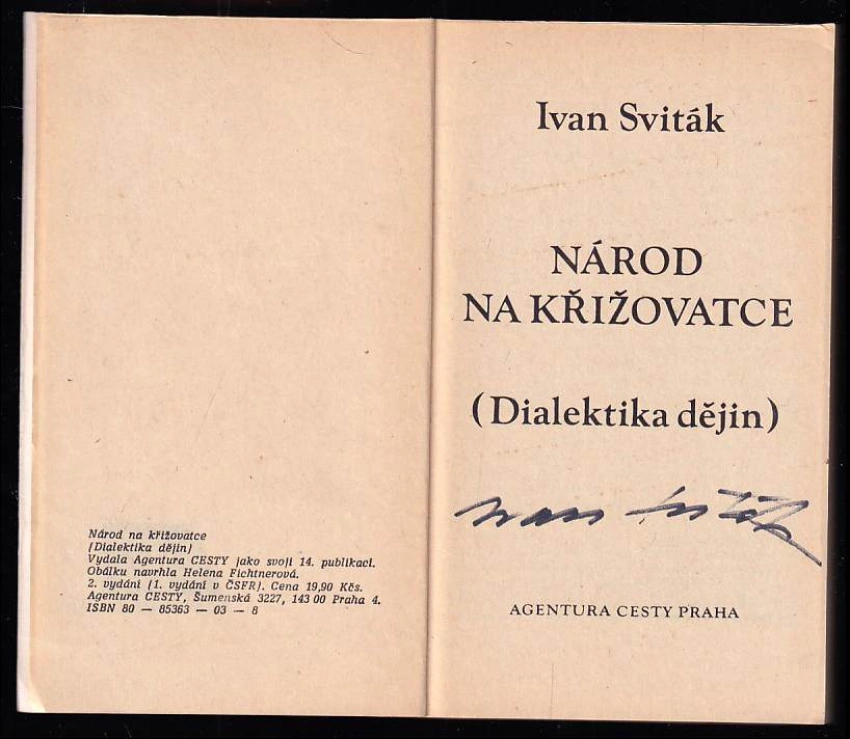 Národ na křižovatce
(Dialektika dějin)
Vydala Agentura CESTY jako svoji 14. publikaci.
Obálku navrhla Helena Fichtnerová.
2. vydání (1. vydání v ČSFR). Cena 19,90 Kčs.
Agentura CESTY, Šumenská 3227, 143 00 Praha 4.
ISBN 80 — 85363 — 03 — 8
Ivan Sviták
NÁROD
NA KŘIŽOVATCE
(Dialektika dějin)
Ivan Sviták
AGENTURA CESTY PRAHA